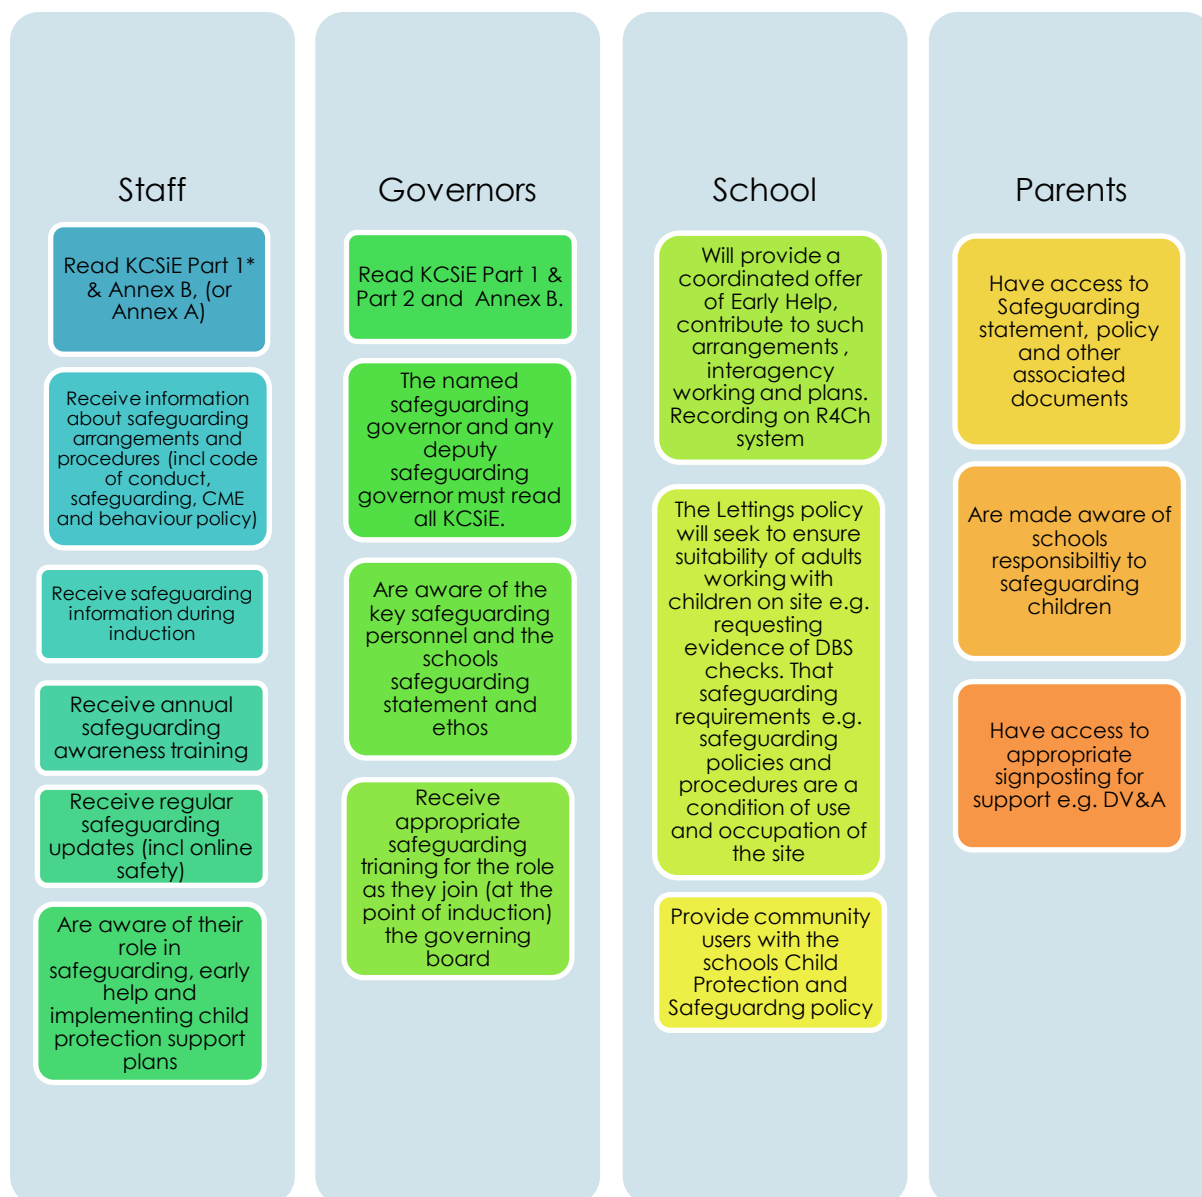 Staff
Read KCSiE Part 1*
& Annex B, (or
Annex A)
Receive information
about safeguarding
arrangements and
procedures (incl code
of conduct,
safeguarding, CME
and behaviour policy)
Receive safeguarding
information during
induction
Receive annual
safeguarding
awareness training
Receive regular
safeguarding
updates (incl online
safety)
Are aware of their
role in
safeguarding, early
help and
implementing child
protection support
plans
Governors
Read KCSiE Part 1 &
Part 2 and Annex B.
The named
safeguarding
governor and any
deputy
safeguarding
governor must read
all KCSiE.
Are aware of the
key safeguarding
personnel and the
schools
safeguarding
statement and
ethos
Receive
appropriate
safeguarding
trianing for the role
as they join (at the
point of induction)
the governing
board
School
Will provide a
coordinated offer
of Early Help,
contribute to such
arrangements ,
interagency
working and plans.
Recording on R4Ch
system
The Lettings policy
will seek to ensure
suitability of adults
working with
children on site e.g.
requesting
evidence of DBS
checks. That
safeguarding
requirements e.g.
safeguarding
policies and
procedures are a
condition of use
and occupation of
the site
Provide community
users with the
schools Child
Protection and
Safeguardng policy
Parents
Have access to
Safeguarding
statement, policy
and other
associated
documents
Are made aware of
schools
responsibiltiy to
safeguarding
children
Have access to
appropriate
signposting for
support e.g. DV&A